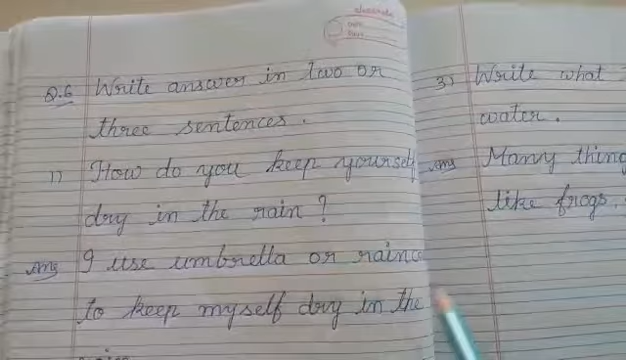 Q.6 Write answer in two or
three sentences.
1) How do you keep yourself
dry in the rain?
Ans I use umbrella or rainco
to keep myself dry in the
3) Write what
water.
Ans Many thing
like frogs.